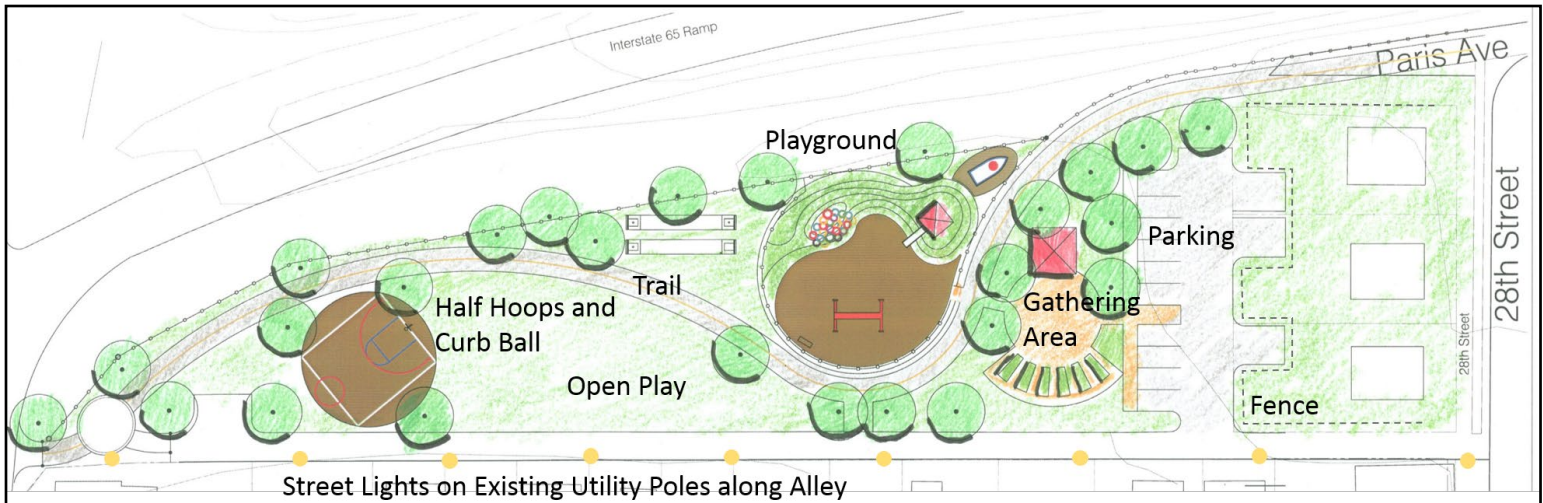 Interstate 65 Ramp
Paris Ave
Playground
28th Street
Parking
Trail
Half Hoops and
Curb Ball
Gathering
Area
28th Street
Open Play
Fence
Street Lights on Existing Utility Poles along Alley